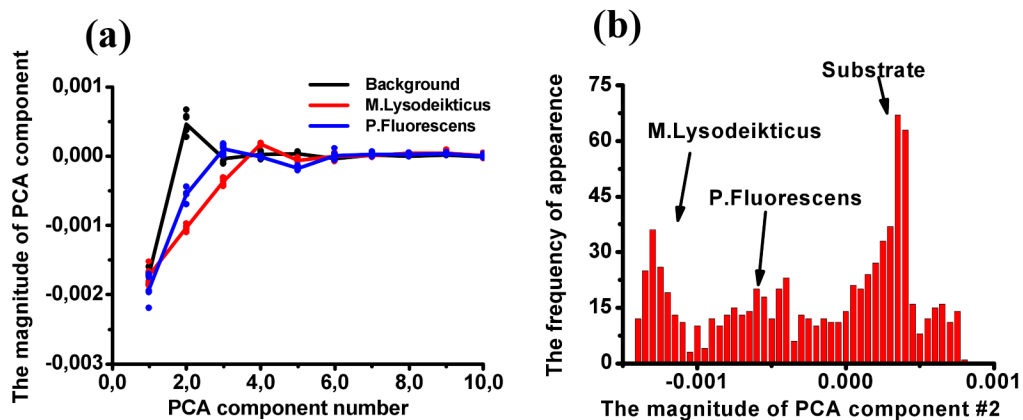 (a)
The magnitude of PCA component
0,001
0,000
-0,001
-0,002
-0,003
Background
M.Lysodeikticus
P.Fluorescens
0,0 2,0 4,0 6,0 8,0 10,0
PCA component number
(b)
The frequency of appearance
75
60
45
30
15
0
Substrate
M.Lysodeikticus
P.Fluorescens
-0.001 0.000 0.001
The magnitude of PCA component #2